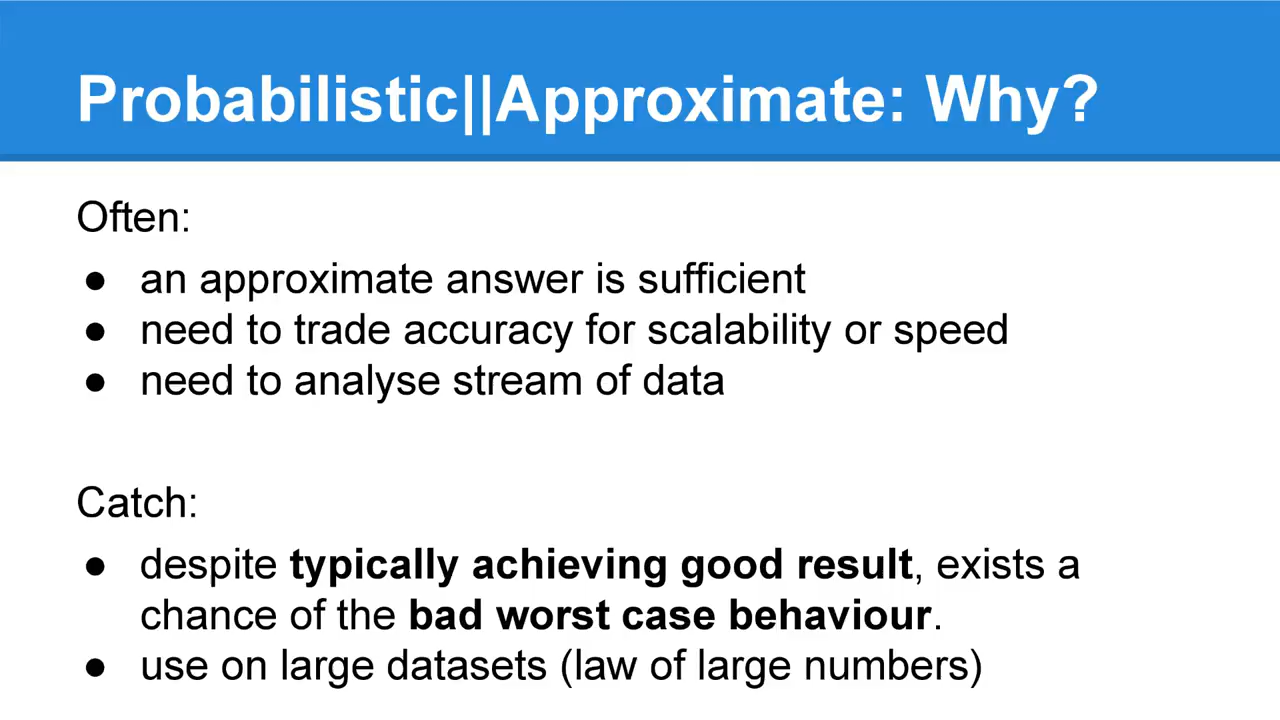 Probabilistic||Approximate: Why?
Often:
● an approximate answer is sufficient
● need to trade accuracy for scalability or speed
● need to analyse stream of data
Catch:
● despite typically achieving good result, exists a
chance of the bad worst case behaviour.
● use on large datasets (law of large numbers)